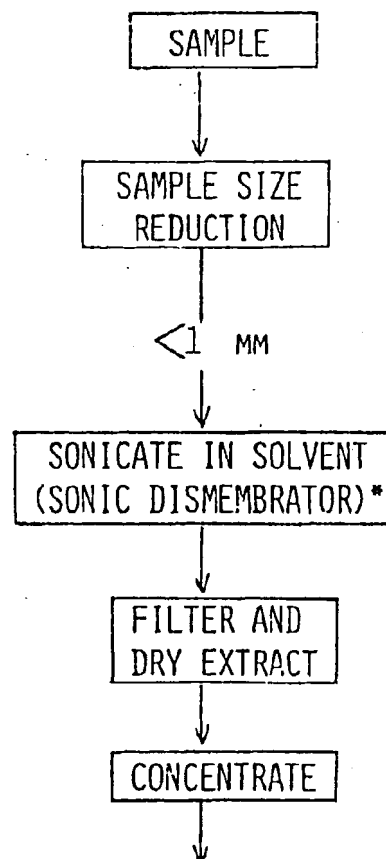 SAMPLE
SAMPLE SIZE
REDUCTION
<1 MM
SONICATE IN SOLVENT
(SONIC DISMEMBRATOR)*
FILTER AND
DRY EXTRACT
CONCENTRATE